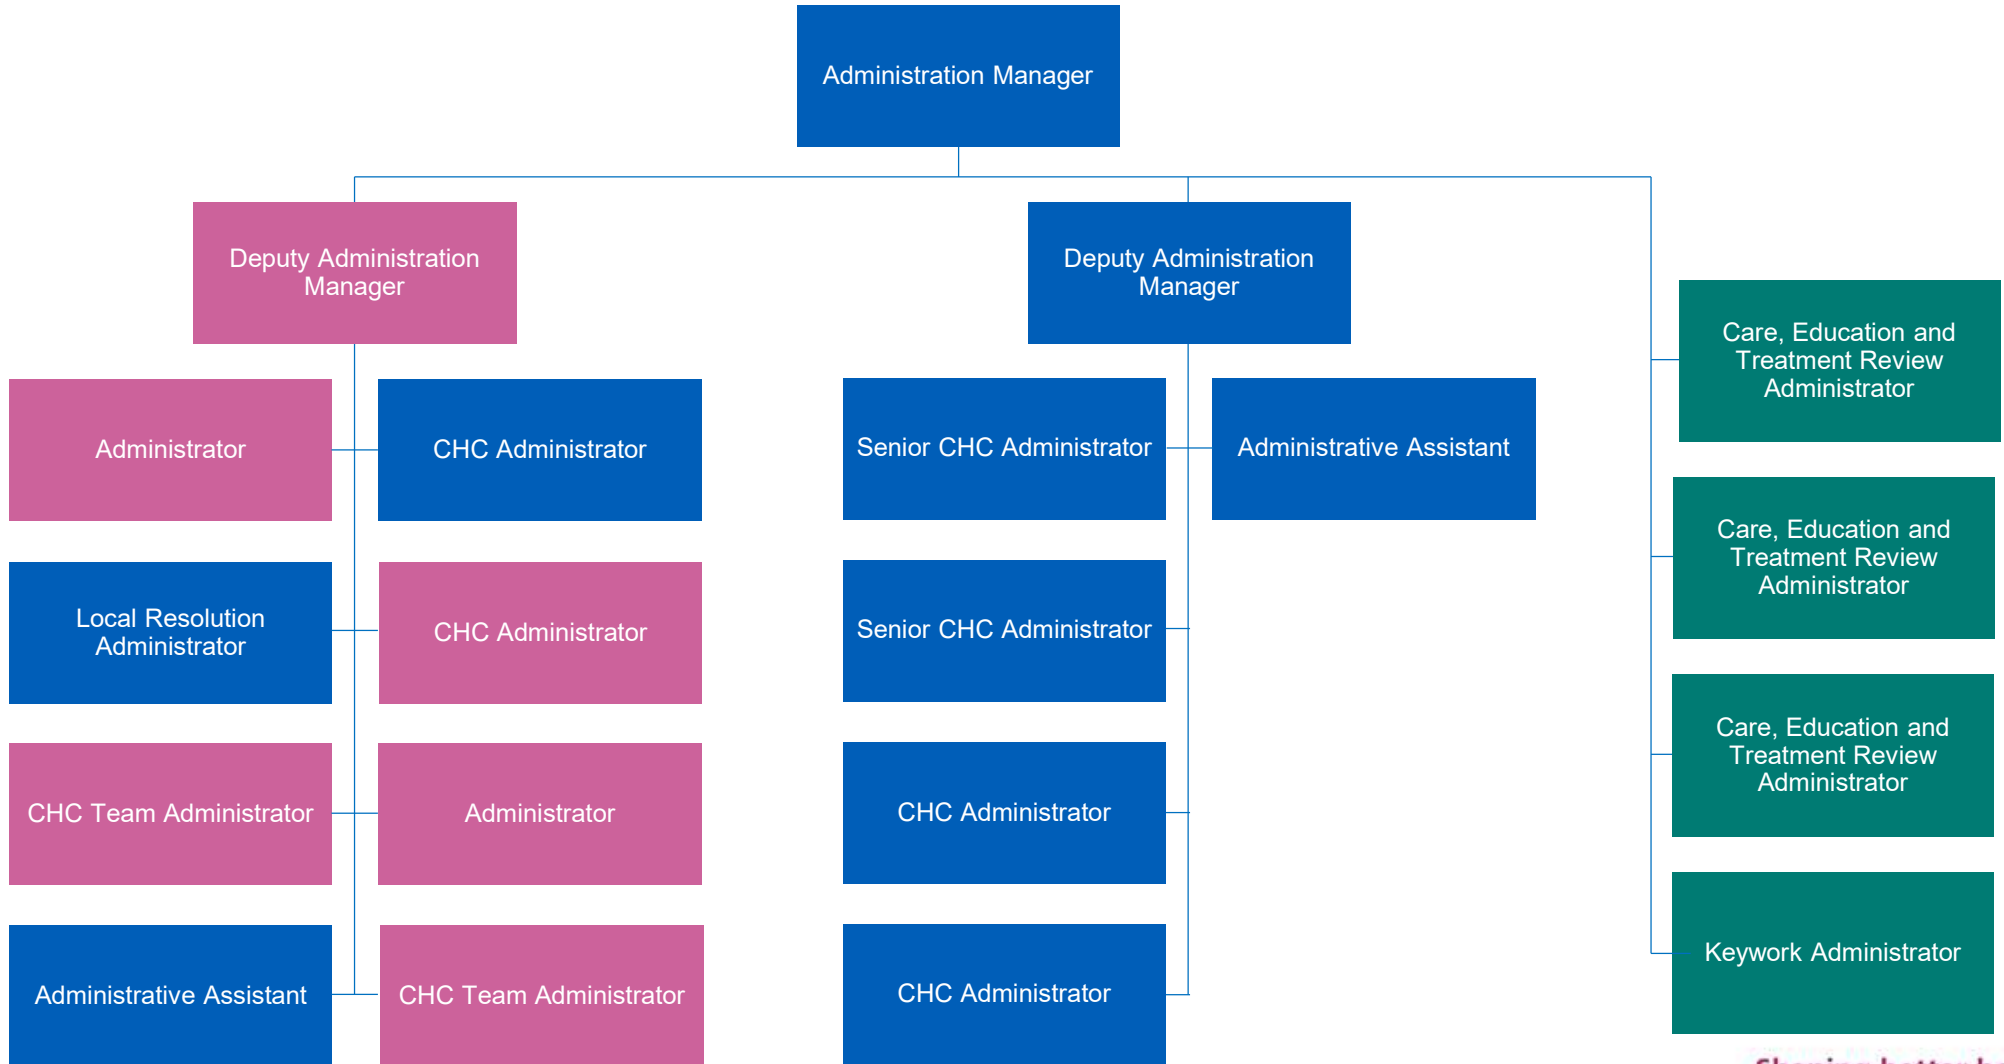 Administration Manager
Deputy Administration
Manager
Deputy Administration
Manager
Care, Education and
Treatment Review
Administrator
Administrator
CHC Administrator
Senior CHC Administrator
Administrative Assistant
Care, Education and
Treatment Review
Administrator
Local Resolution
Administrator
CHC Administrator
Senior CHC Administrator
Care, Education and
Treatment Review
Administrator
CHC Team Administrator
Administrator
CHC Administrator
Keywork Administrator
Administrative Assistant
CHC Team Administrator
CHC Administrator